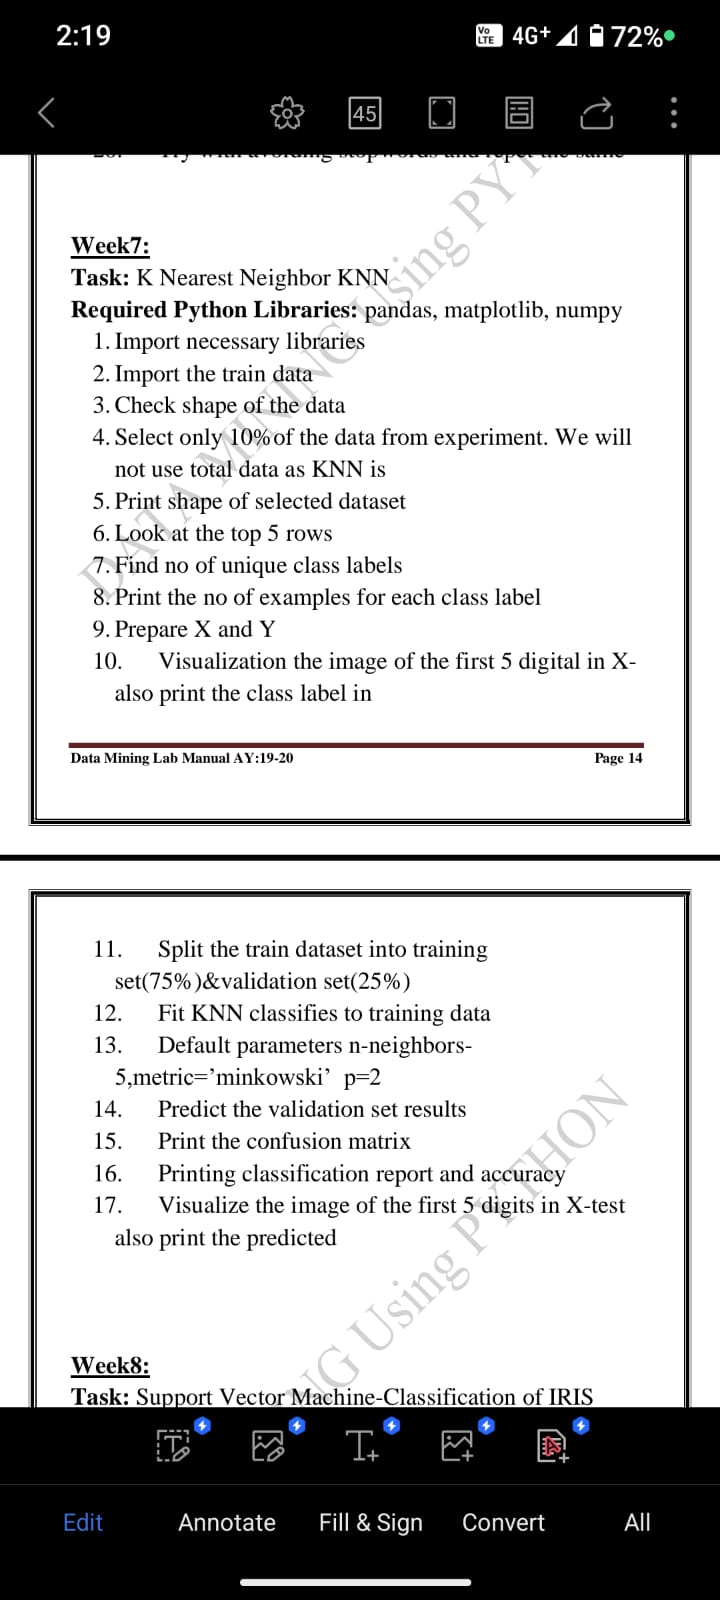 2:19
Vo LTE 4G+ 72%
45
Week7:
Task: K Nearest Neighbor KNN
Required Python Libraries: pandas, matplotlib, numpy
1. Import necessary libraries
2. Import the train data
3. Check shape of the data
4. Select only 10% of the data from experiment. We will
not use total data as KNN is
5. Print shape of selected dataset
6. Look at the top 5 rows
7. Find no of unique class labels
8. Print the no of examples for each class label
9. Prepare X and Y
10. Visualization the image of the first 5 digital in X-
also print the class label in
Data Mining Lab Manual AY:19-20 Page 14
DATA MINING Using PYT
11. Split the train dataset into training
set(75%)&validation set(25%)
12. Fit KNN classifies to training data
13. Default parameters n-neighbors-
5,metric=’minkowski’ p=2
14. Predict the validation set results
15. Print the confusion matrix
16. Printing classification report and accuracy
17. Visualize the image of the first 5 digits in X-test
also print the predicted
NG Using PYTHON
Week8:
Task: Support Vector Machine-Classification of IRIS
Edit Annotate Fill & Sign Convert All